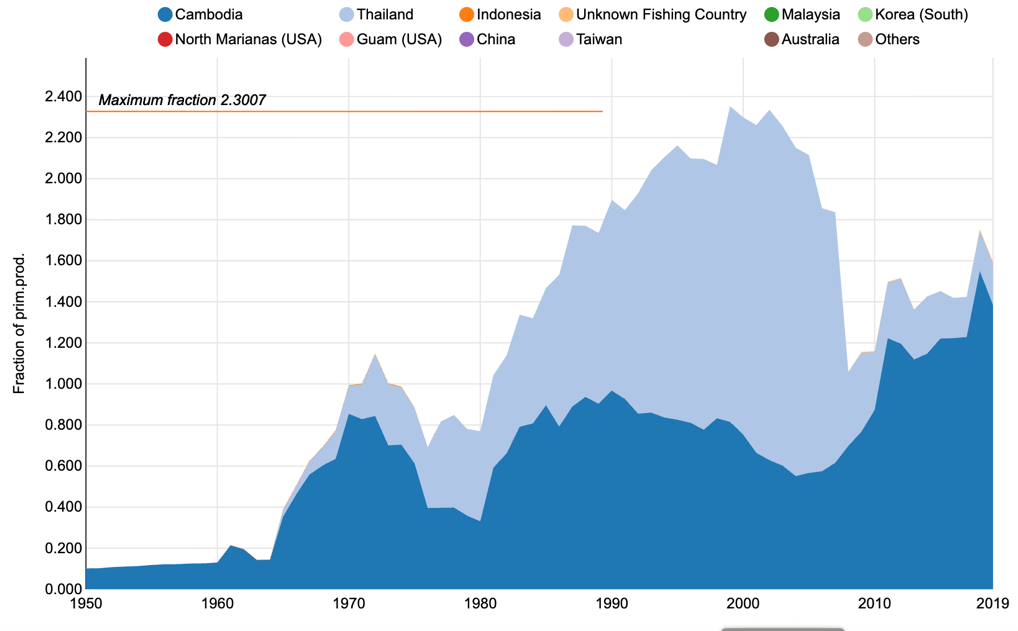 Cambodia Thailand Indonesia Unknown Fishing Country Malaysia Korea (South)
North Marianas (USA) Guam (USA) China Taiwan Australia Others
Maximum fraction 2.3007
Fraction of prim.prod.
2.400
2.200
2.000
1.800
1.600
1.400
1.200
1.000
0.800
0.600
0.400
0.200
0.000
1950 1960 1970 1980 1990 2000 2010 2019